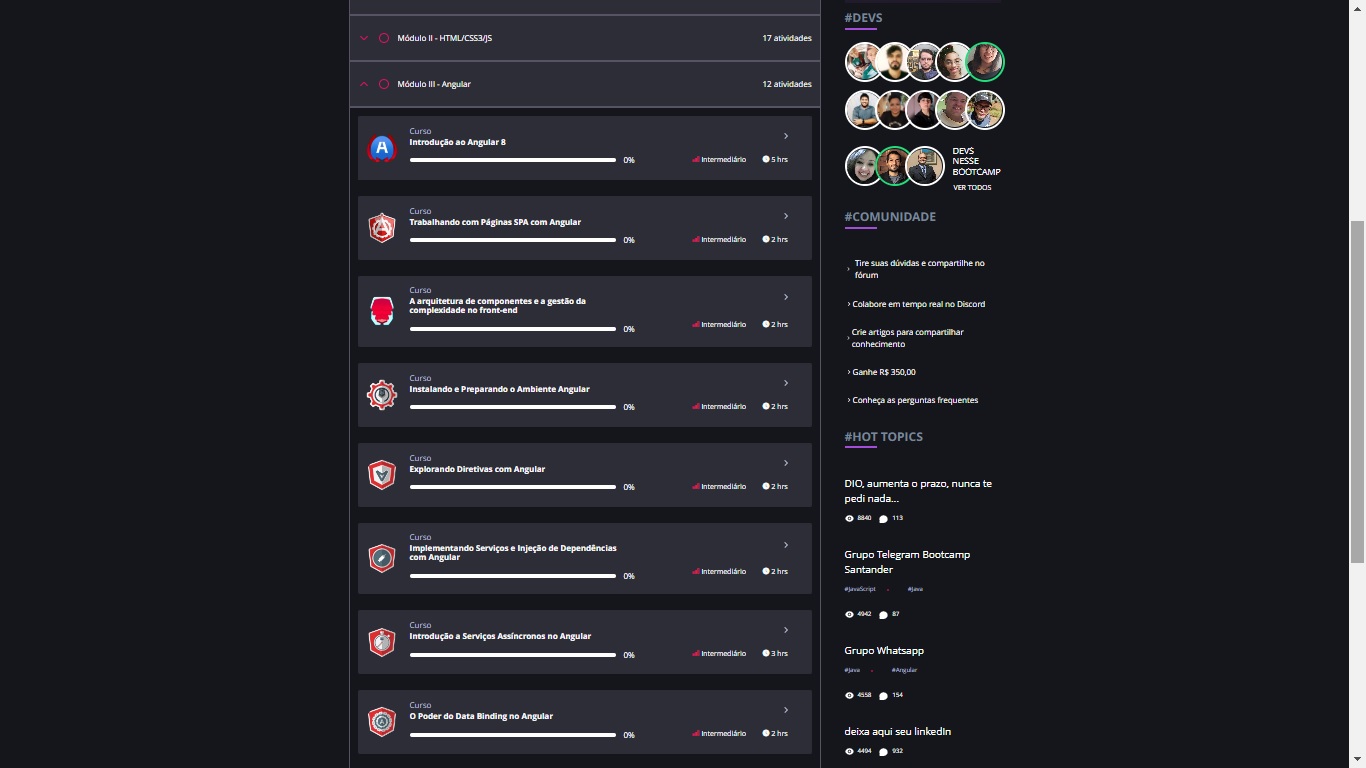 Módulo II - HTML/CSS3/JS
17 atividades
Módulo III - Angular
12 atividades
Curso
Introdução ao Angular 8
0%
Intermediário
5 hrs
Curso
Trabalhando com Páginas SPA com Angular
0%
Intermediário
2 hrs
Curso
A arquitetura de componentes e a gestão da
complexidade no front-end
0%
Intermediário
2 hrs
Curso
Instalando e Preparando o Ambiente Angular
0%
Intermediário
2 hrs
Curso
Explorando Diretivas com Angular
0%
Intermediário
2 hrs
Curso
Implementando Serviços e Injeção de Dependências
com Angular
0%
Intermediário
2 hrs
Curso
Introdução a Serviços Assíncronos no Angular
0%
Intermediário
3 hrs
Curso
O Poder do Data Binding no Angular
0%
Intermediário
2 hrs
#DEVS
DEVS
NESSE
BOOTCAMP
VER TODOS
#COMUNIDADE
Tire suas dúvidas e compartilhe no
fórum
Colabore em tempo real no Discord
Crie artigos para compartilhar
conhecimento
Ganhe R$ 350,00
Conheça as perguntas frequentes
#HOT TOPICS
DIO, aumenta o prazo, nunca te
pedi nada...
8840 113
Grupo Telegram Bootcamp
Santander
#JavaScript #Java
4942 87
Grupo Whatsapp
#Java #Angular
4558 154
deixa aqui seu linkedIn
4494 932